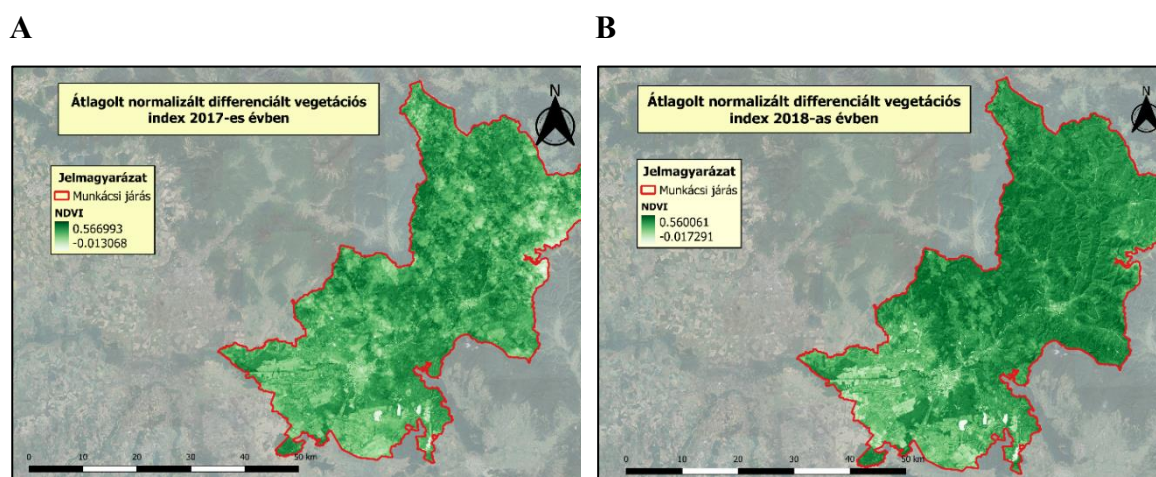 A
B
Átlagolt normalizált differenciált vegetációs
index 2017-es évben
N
Jelmagyarázat
Munkácsi járás
NDVI
0.566993
-0.013068
0 10 20 30 40 50 km
Átlagolt normalizált differenciált vegetációs
index 2018-as évben
N
Jelmagyarázat
Munkácsi járás
NDVI
0.560061
-0.017291
0 10 20 30 40 50 km